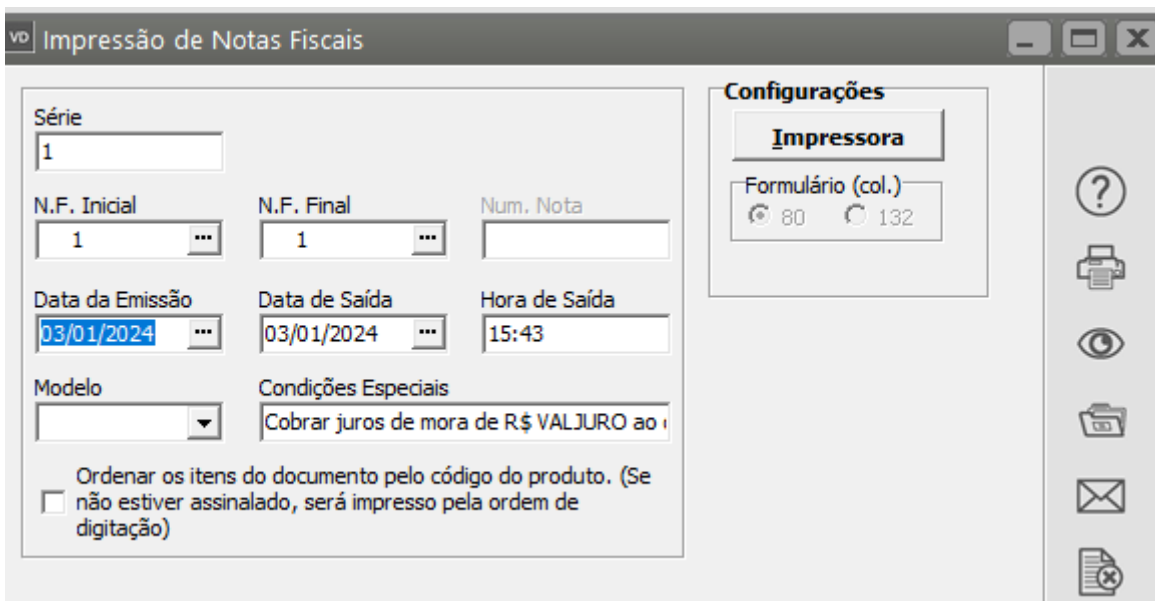 VD Impressão de Notas Fiscais
Configurações
Série
1
Impressora
Formulário (col.)
80 132
N.F. Inicial N.F. Final Num. Nota
1 ... 1 ...
Data da Emissão Data de Saída Hora de Saída
03/01/2024 ... 03/01/2024 ... 15:43
Modelo Condições Especiais
Cobrar juros de mora de R$ VALJURO ao
Ordenar os itens do documento pelo código do produto. (Se
não estiver assinalado, será impresso pela ordem de
digitação)